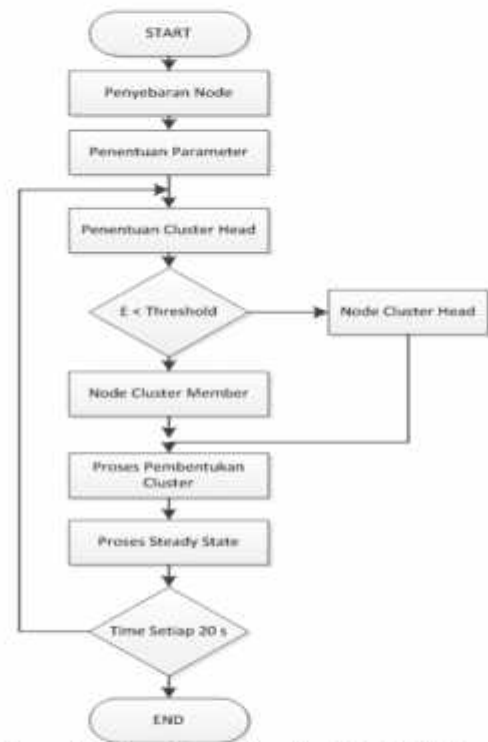 START
Penyebaran Node
Penentuan Parameter
Penentuan Cluster Head
E < Threshold
Node Cluster Head
Node Cluster Member
Proses Pembentukan
Cluster
Proses Steady State
Time Setiap 20 s
END